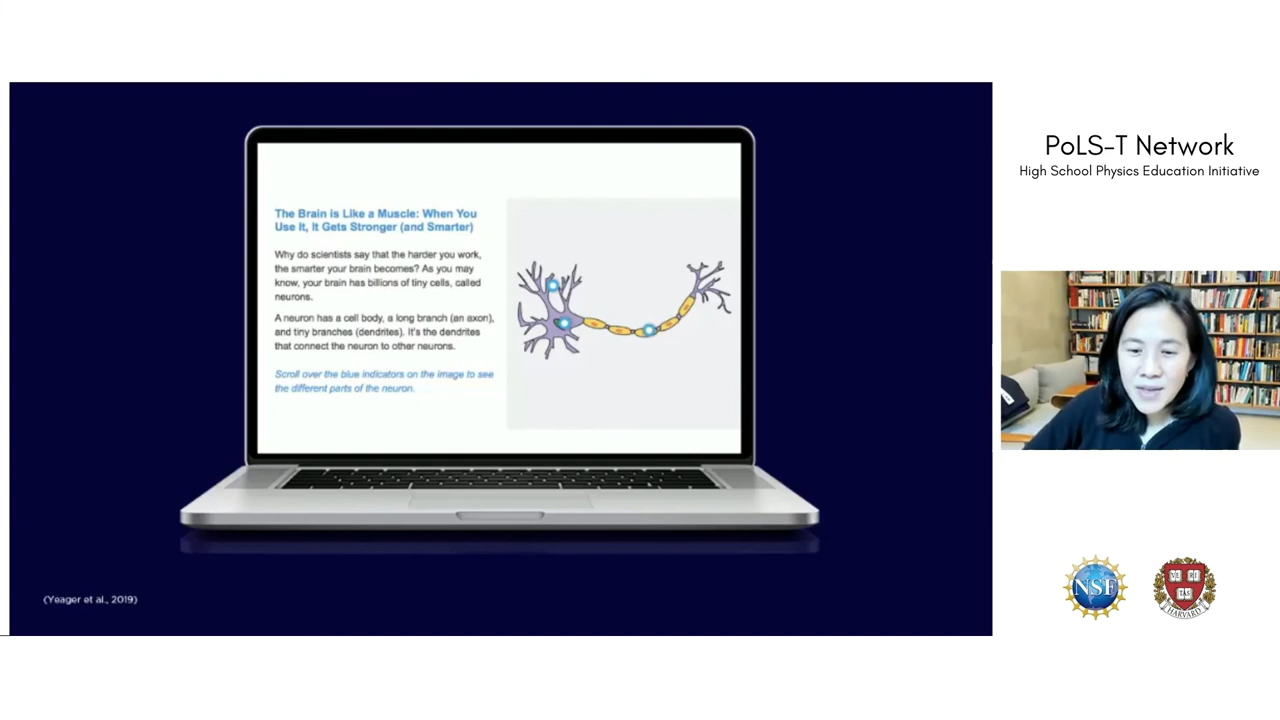 The Brain is Like a Muscle: When You
Use It, It Gets Stronger (and Smarter)
Why do scientists say that the harder you work,
the smarter your brain becomes? As you may
know, your brain has billions of tiny cells, called
neurons.
A neuron has a cell body, a long branch (an axon),
and tiny branches (dendrites). It's the dendrites
that connect the neuron to other neurons.
Scroll over the blue indicators on the image to see
the different parts of the neuron.
(Yeager et al., 2019)
PoLS-T Network
High School Physics Education Initiative
NSF
VE RI
TAS
HARVARD